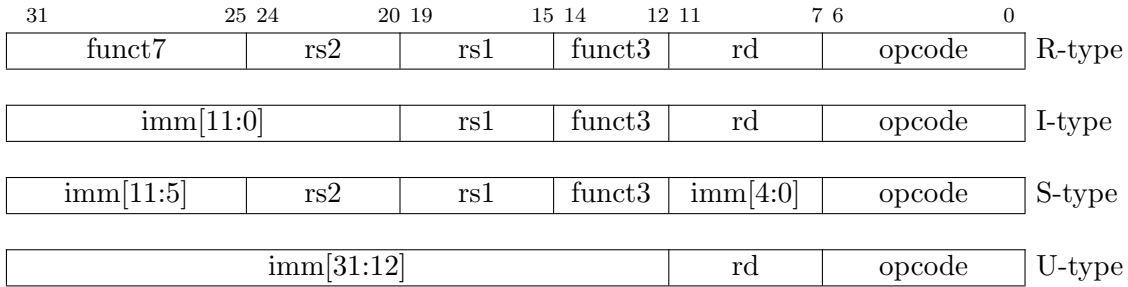 31 25 24 20 19 15 14 12 11 7 6 0
funct7 rs2 rs1 funct3 rd opcode R-type
imm[11:0] rs1 funct3 rd opcode I-type
imm[11:5] rs2 rs1 funct3 imm[4:0] opcode S-type
imm[31:12] rd opcode U-type